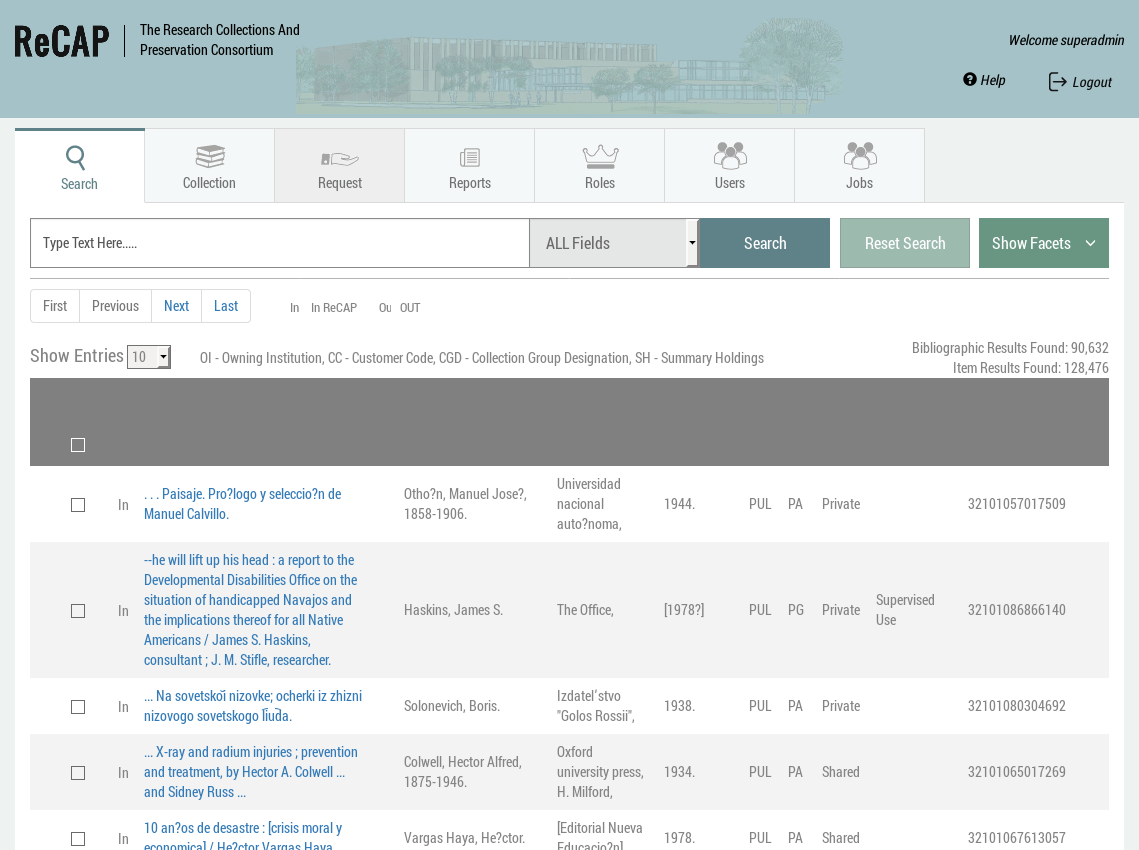 ReCAP
The Research Collections And
Preservation Consortium
Welcome superadmin
Help
Logout
Search
Collection
Request
Reports
Roles
Users
Jobs
Type Text Here.....
ALL Fields
Search
Reset Search
Show Facets
First
Previous
Next
Last
In
In ReCAP
Ou
OUT
Show Entries 10
OI - Owning Institution, CC - Customer Code, CGD - Collection Group Designation, SH - Summary Holdings
Bibliographic Results Found: 90,632
Item Results Found: 128,476
In
. . . Paisaje. Pro?logo y seleccio?n de
Manuel Calvillo.
Otho?n, Manuel Jose?,
1858-1906.
Universidad
nacional
auto?noma,
1944.
PUL
PA
Private
32101057017509
In
--he will lift up his head : a report to the
Developmental Disabilities Office on the
situation of handicapped Navajos and
the implications thereof for all Native
Americans / James S. Haskins,
consultant ; J. M. Stifle, researcher.
Haskins, James S.
The Office,
[1978?]
PUL
PG
Private
Supervised
Use
32101086866140
In
... Na sovetskoĭ nizovke; ocherki iz zhizni
nizovogo sovetskogo li︠u︡da.
Solonevich, Boris.
Izdatelʹstvo
"Golos Rossii",
1938.
PUL
PA
Private
32101080304692
In
... X-ray and radium injuries ; prevention
and treatment, by Hector A. Colwell ...
and Sidney Russ ...
Colwell, Hector Alfred,
1875-1946.
Oxford
university press,
H. Milford,
1934.
PUL
PA
Shared
32101065017269
In
10 an?os de desastre : [crisis moral y
economica] / He?ctor Vargas Haya.
Vargas Haya, He?ctor.
[Editorial Nueva
Educacio?n]
1978.
PUL
PA
Shared
32101067613057